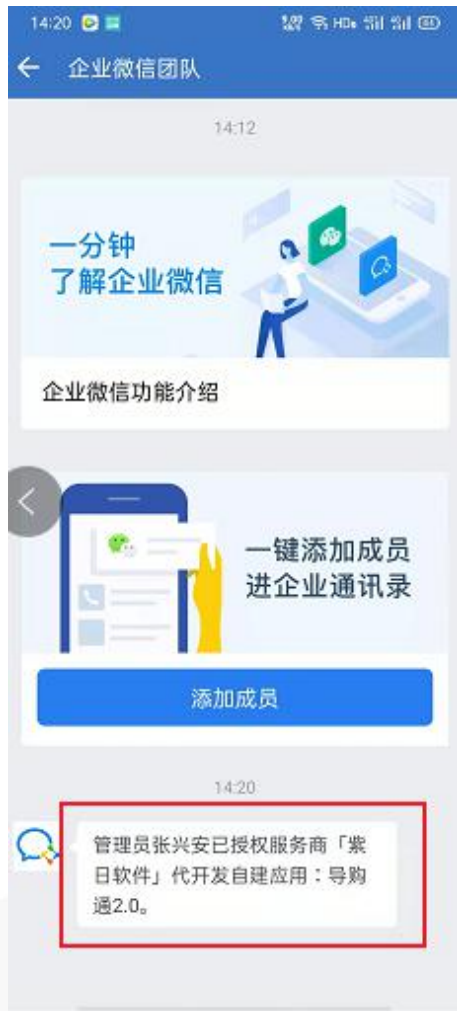 14:20
HD
企业微信团队
14:12
一分钟
了解企业微信
企业微信功能介绍
一键添加成员
进企业通讯录
添加成员
14:20
管理员张兴安已授权服务商「紫
日软件」代开发自建应用：导购
通2.0。